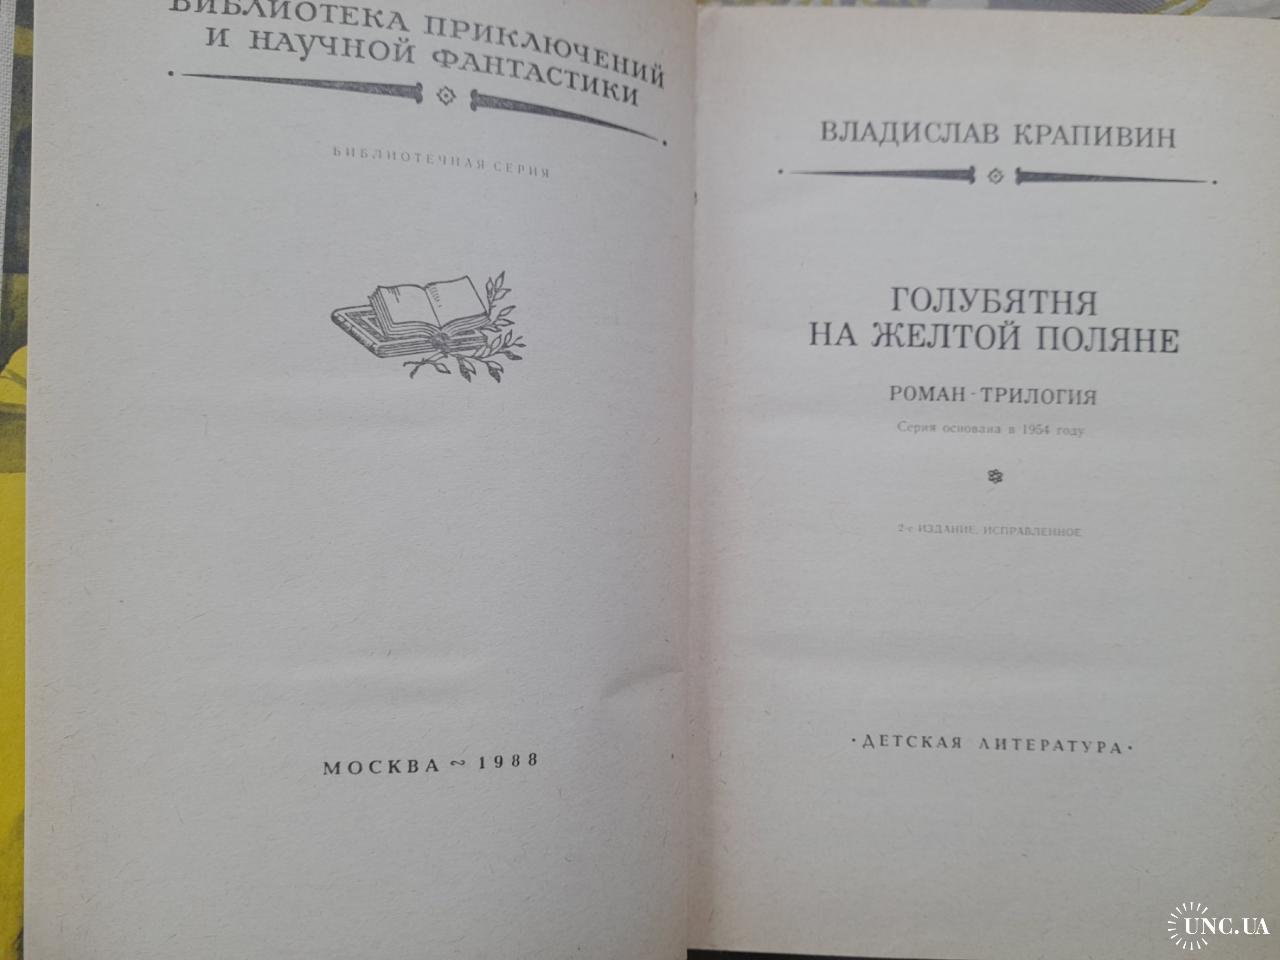 БИБЛИОТЕКА ПРИКЛЮЧЕНИЙ
И НАУЧНОЙ ФАНТАСТИКИ
БИБЛИОТЕЧНАЯ СЕРИЯ
МОСКВА ~ 1988
ВЛАДИСЛАВ КРАПИВИН
ГОЛУБЯТНЯ
НА ЖЕЛТОЙ ПОЛЯНЕ
РОМАН-ТРИЛОГИЯ
Серия основана в 1954 году
2-е ИЗДАНИЕ, ИСПРАВЛЕННОЕ
·ДЕТСКАЯ ЛИТЕРАТУРА·
UNC.UA